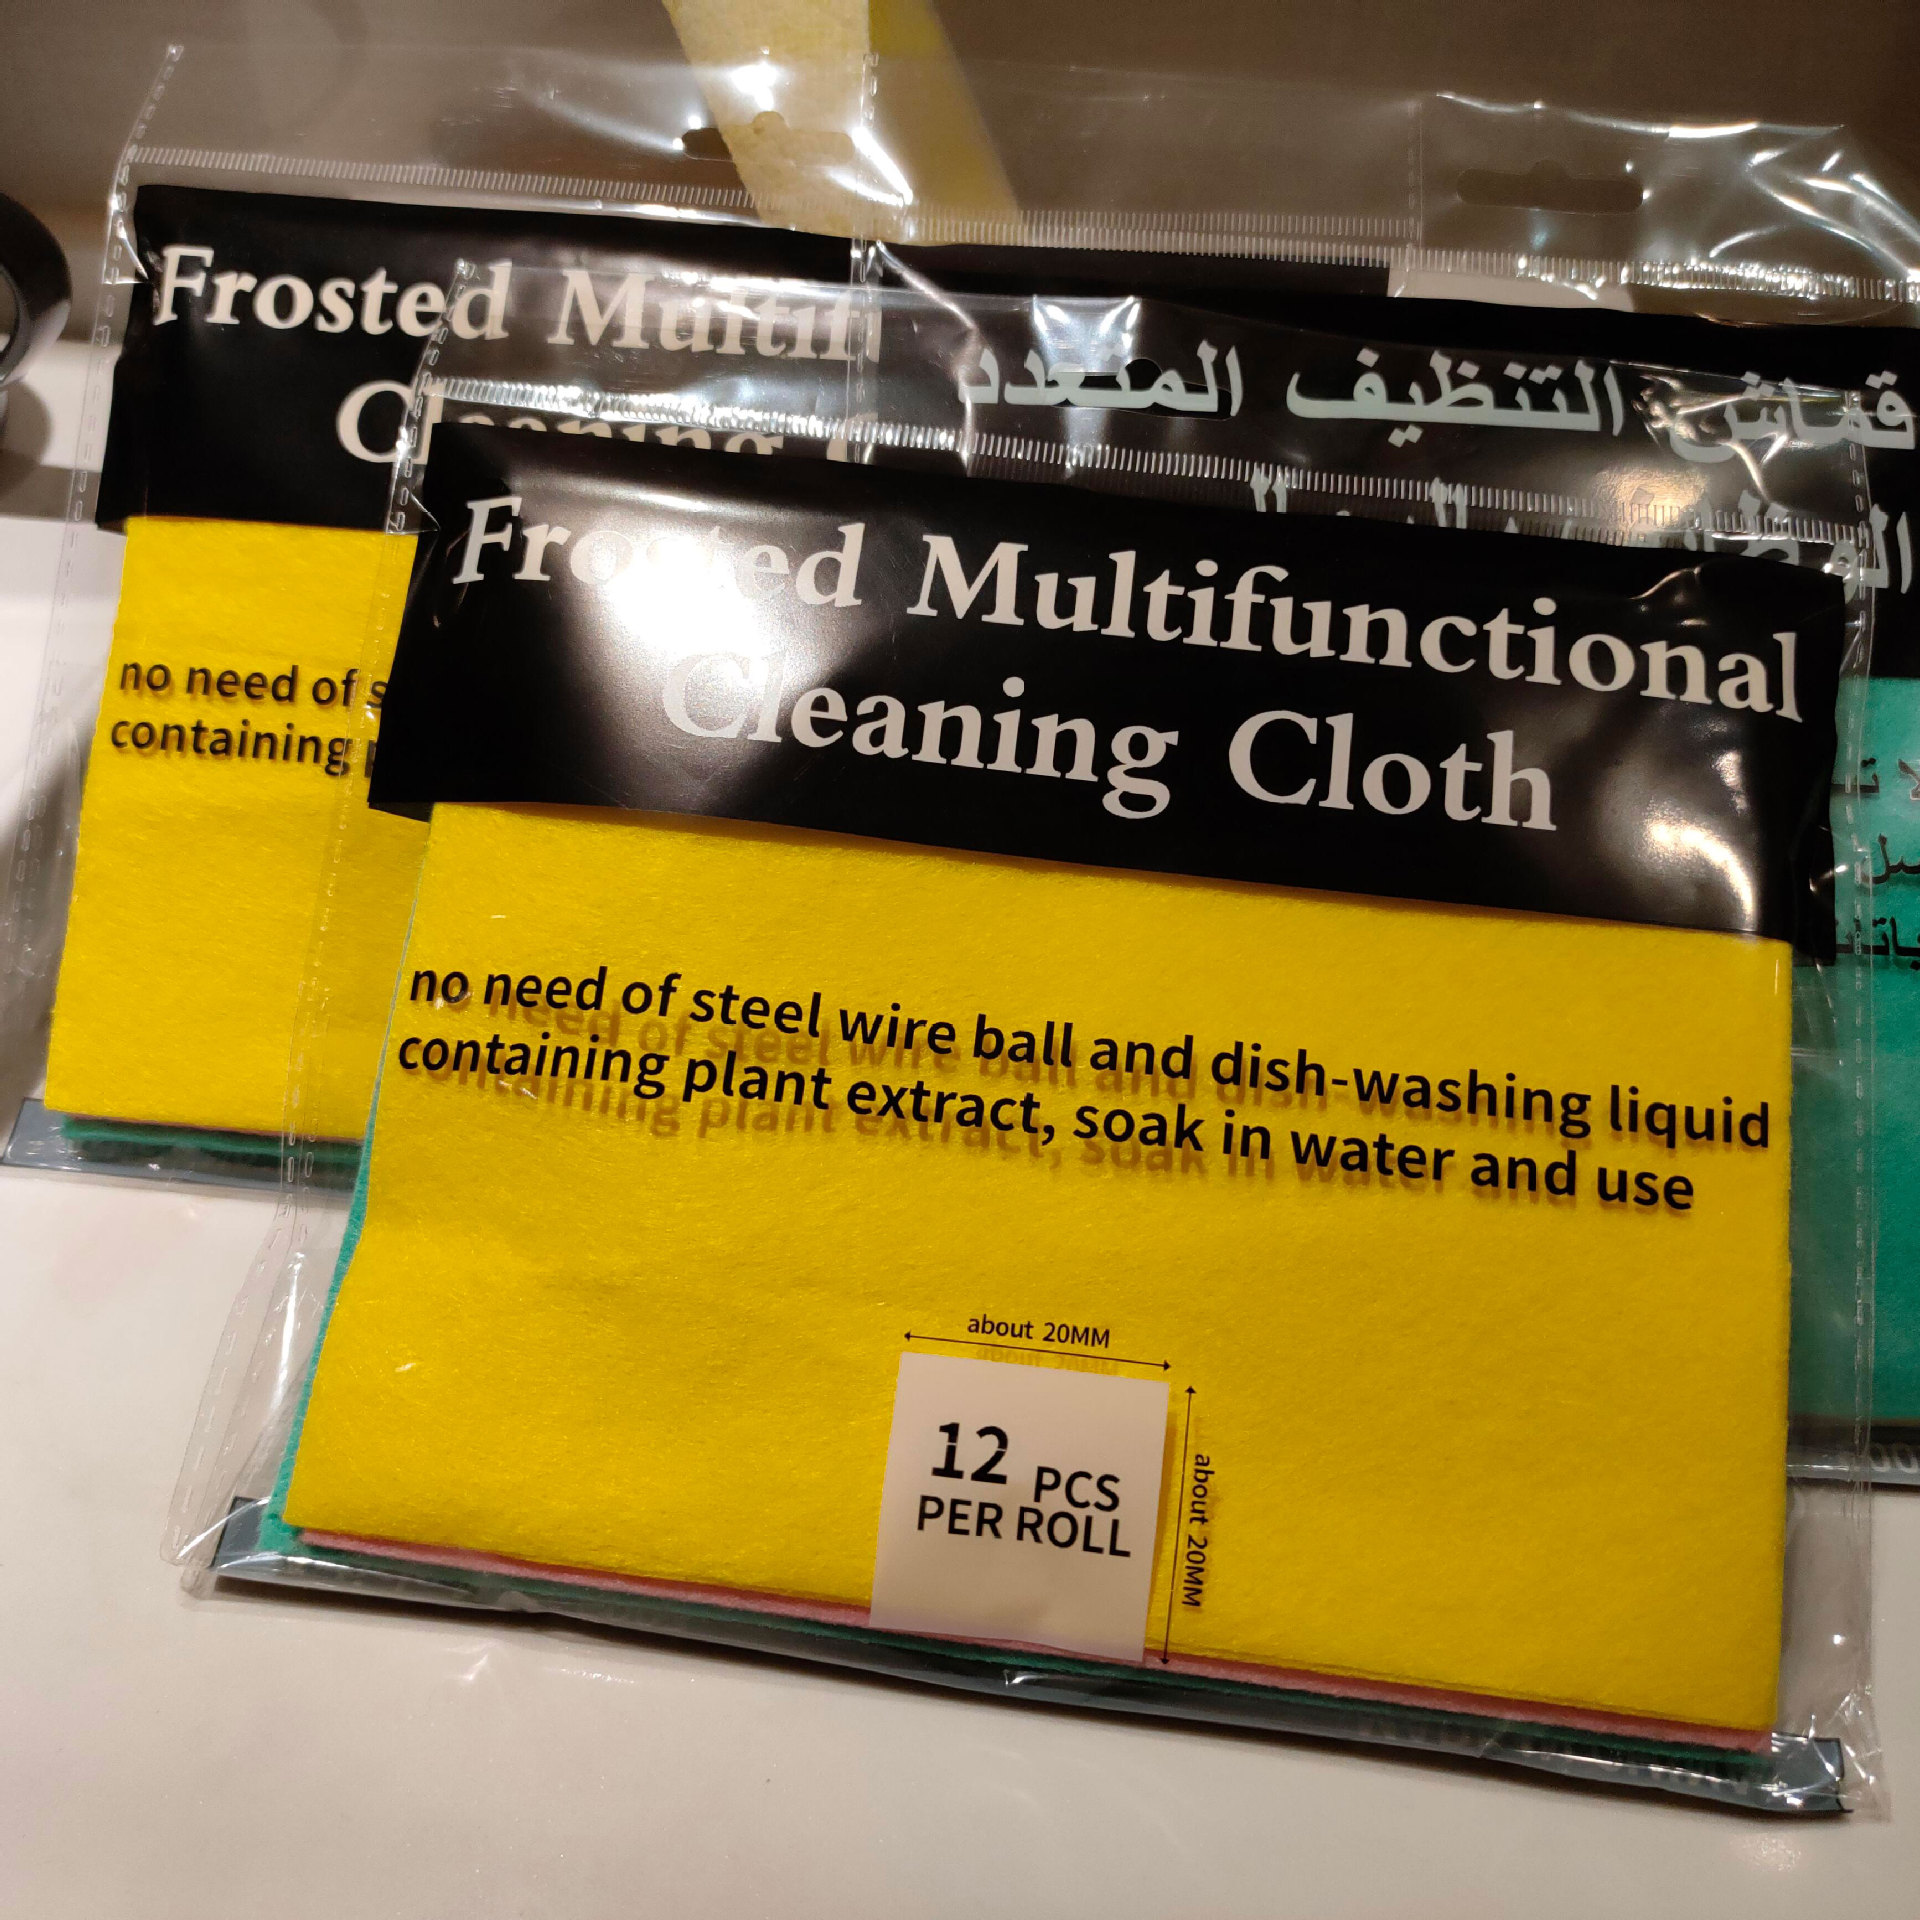 Frosted Multif
Cleaning C
no need of
containing
قماش التنظيف المتعدد
Frosted Multifunctional
Cleaning Cloth
no need of steel wire ball and dish-washing liquid
containing plant extract, soak in water and use
about 20MM
12 PCS
PER ROLL
about 20MM